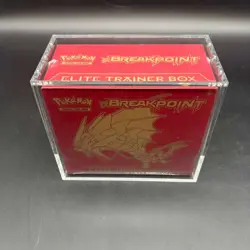 Pokémon
XY BREAKPOINT
ELITE TRAINER BOX
Pokémon
XY BREAKPOINT